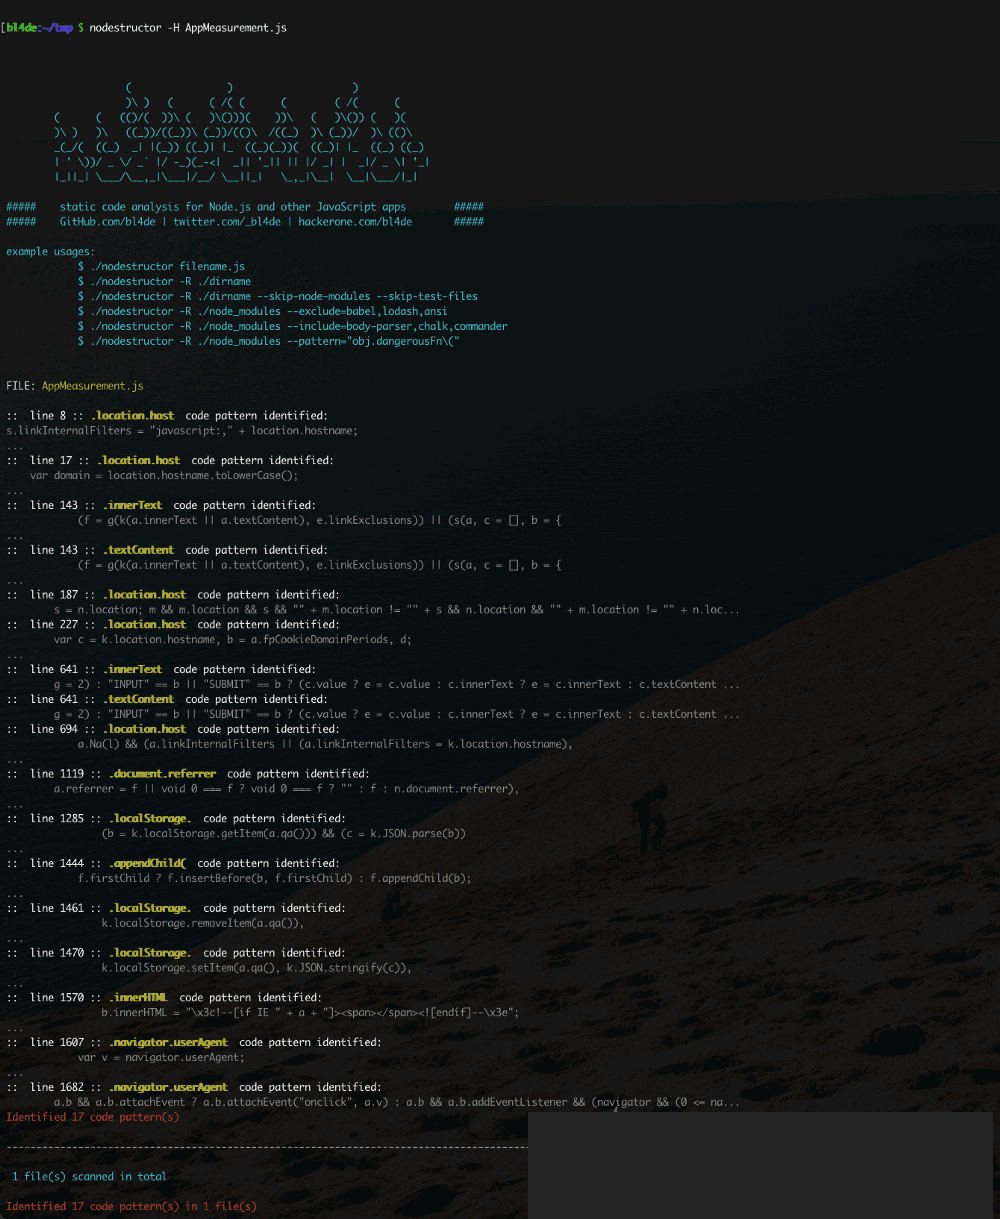 [bl4de:~/tmp $ nodestructor -H AppMeasurement.js
##### static code analysis for Node.js and other JavaScript apps #####
##### GitHub.com/bl4de | twitter.com/_bl4de | hackerone.com/bl4de #####
example usages:
$ ./nodestructor filename.js
$ ./nodestructor -R ./dirname
$ ./nodestructor -R ./dirname --skip-node-modules --skip-test-files
$ ./nodestructor -R ./node_modules --exclude=babel,lodash,ansi
$ ./nodestructor -R ./node_modules --include=body-parser,chalk,commander
$ ./nodestructor -R ./node_modules --pattern="obj.dangerousFn\("
FILE: AppMeasurement.js
:: line 8 :: .location.host code pattern identified:
s.linkInternalFilters = "javascript:," + location.hostname;
...
:: line 17 :: .location.host code pattern identified:
var domain = location.hostname.toLowerCase();
...
:: line 143 :: .innerText code pattern identified:
(f = g(k(a.innerText || a.textContent), e.linkExclusions)) || (s(a, c = [], b = {
...
:: line 143 :: .textContent code pattern identified:
(f = g(k(a.innerText || a.textContent), e.linkExclusions)) || (s(a, c = [], b = {
...
:: line 187 :: .location.host code pattern identified:
s = n.location; m && m.location && s && "" + m.location != "" + s && n.location && "" + m.location != "" + n.loc...
:: line 227 :: .location.host code pattern identified:
var c = k.location.hostname, b = a.fpCookieDomainPeriods, d;
...
:: line 641 :: .innerText code pattern identified:
g = 2) : "INPUT" == b || "SUBMIT" == b ? (c.value ? e = c.value : c.innerText ? e = c.innerText : c.textContent ...
:: line 641 :: .textContent code pattern identified:
g = 2) : "INPUT" == b || "SUBMIT" == b ? (c.value ? e = c.value : c.innerText ? e = c.innerText : c.textContent ...
:: line 694 :: .location.host code pattern identified:
a.Na(l) && (a.linkInternalFilters || (a.linkInternalFilters = k.location.hostname),
...
:: line 1119 :: .document.referrer code pattern identified:
a.referrer = f || void 0 === f ? void 0 === f ? "" : f : n.document.referrer),
...
:: line 1285 :: .localStorage. code pattern identified:
(b = k.localStorage.getItem(a.qa())) && (c = k.JSON.parse(b))
...
:: line 1444 :: .appendChild( code pattern identified:
f.firstChild ? f.insertBefore(b, f.firstChild) : f.appendChild(b);
...
:: line 1461 :: .localStorage. code pattern identified:
k.localStorage.removeItem(a.qa()),
...
:: line 1470 :: .localStorage. code pattern identified:
k.localStorage.setItem(a.qa(), k.JSON.stringify(c)),
...
:: line 1570 :: .innerHTML code pattern identified:
b.innerHTML = "\x3c!--[if IE " + a + "]><span></span><![endif]--\x3e";
...
:: line 1607 :: .navigator.userAgent code pattern identified:
var v = navigator.userAgent;
...
:: line 1682 :: .navigator.userAgent code pattern identified:
a.b && a.b.attachEvent ? a.b.attachEvent("onclick", a.v) : a.b && a.b.addEventListener && (navigator && (0 <= na...
Identified 17 code pattern(s)
1 file(s) scanned in total
Identified 17 code pattern(s) in 1 file(s)